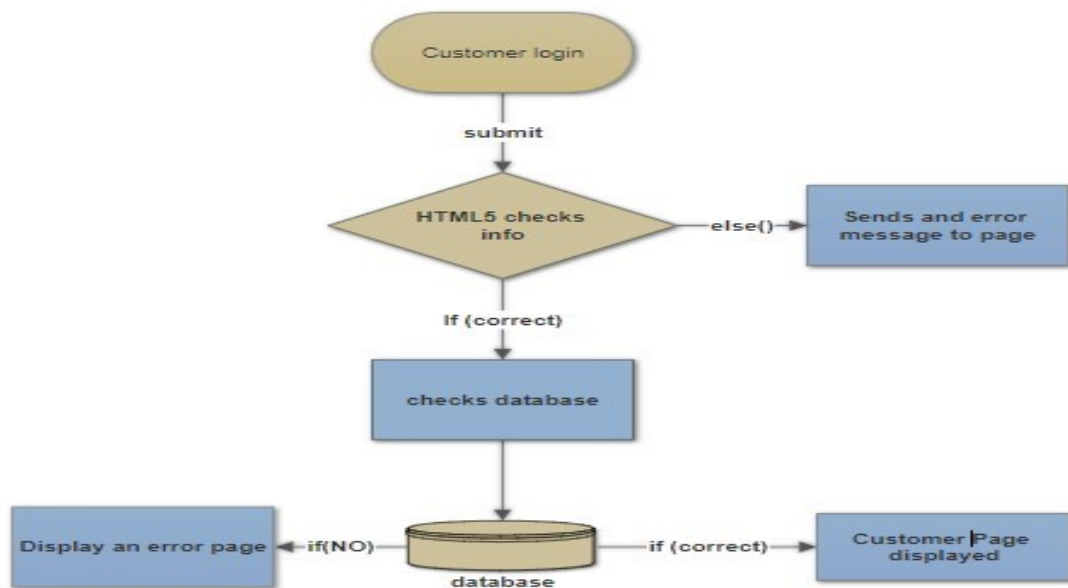 Customer login
submit
HTML5 checks
info
else()
Sends and error
message to page
If (correct)
checks database
Display an error page
if(NO)
database
if (correct)
Customer Page
displayed